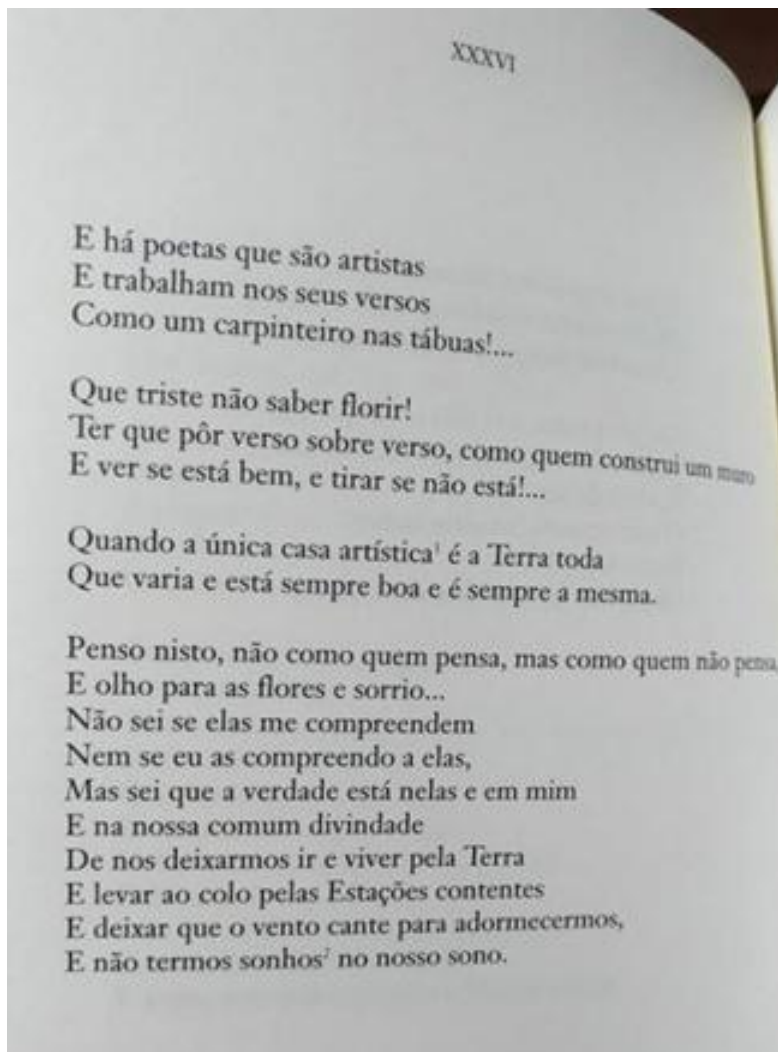 XXXVI
E há poetas que são artistas
E trabalham nos seus versos
Como um carpinteiro nas tábuas!...
Que triste não saber florir!
Ter que pôr verso sobre verso, como quem construi um muro
E ver se está bem, e tirar se não está!...
Quando a única casa artística¹ é a Terra toda
Que varia e está sempre boa e é sempre a mesma.
Penso nisto, não como quem pensa, mas como quem não pensa,
E olho para as flores e sorrio...
Não sei se elas me compreendem
Nem se eu as compreendo a elas,
Mas sei que a verdade está nelas e em mim
E na nossa comum divindade
De nos deixarmos ir e viver pela Terra
E levar ao colo pelas Estações contentes
E deixar que o vento cante para adormecermos,
E não termos sonhos² no nosso sono.